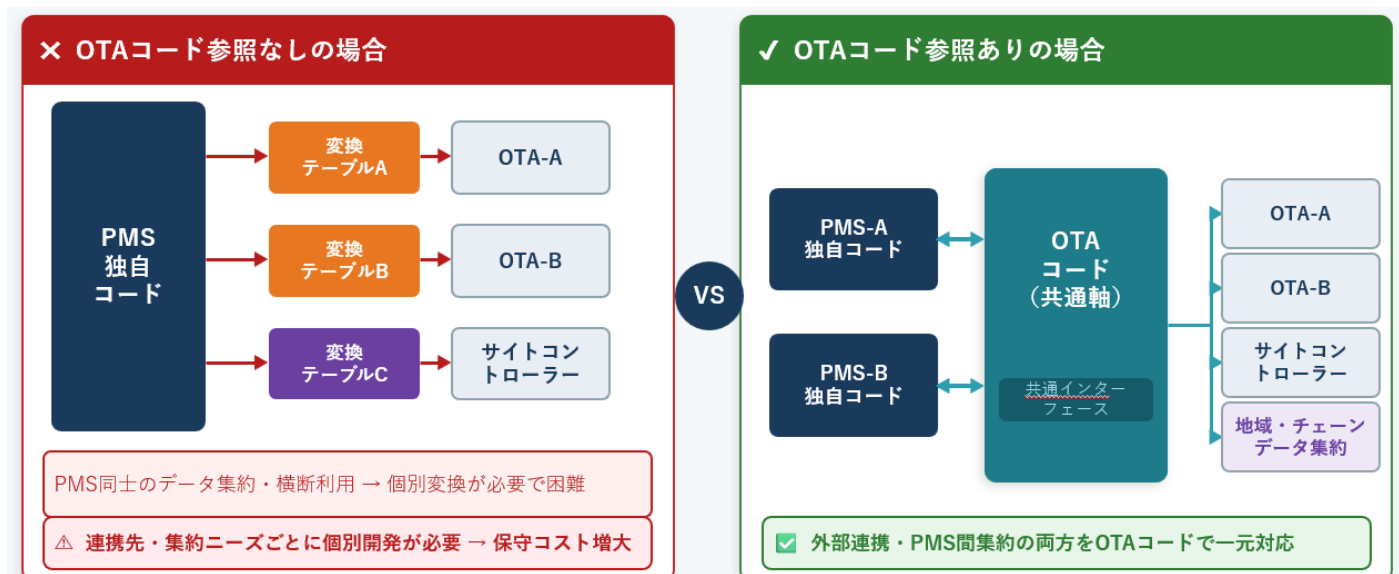 ✕ OTAコード参照なしの場合
PMS
独自
コード
変換
テーブルA
OTA-A
変換
テーブルB
OTA-B
変換
テーブルC
サイトコン
トローラー
PMS同士のデータ集約・横断利用 → 個別変換が必要で困難
⚠ 連携先・集約ニーズごとに個別開発が必要 → 保守コスト増大
VS
✓ OTAコード参照ありの場合
PMS-A
独自コード
PMS-B
独自コード
OTA
コード
（共通軸）
共通インター
フェース
OTA-A
OTA-B
サイトコン
トローラー
地域・チェーン
データ集約
✅ 外部連携・PMS間集約の両方をOTAコードで一元対応